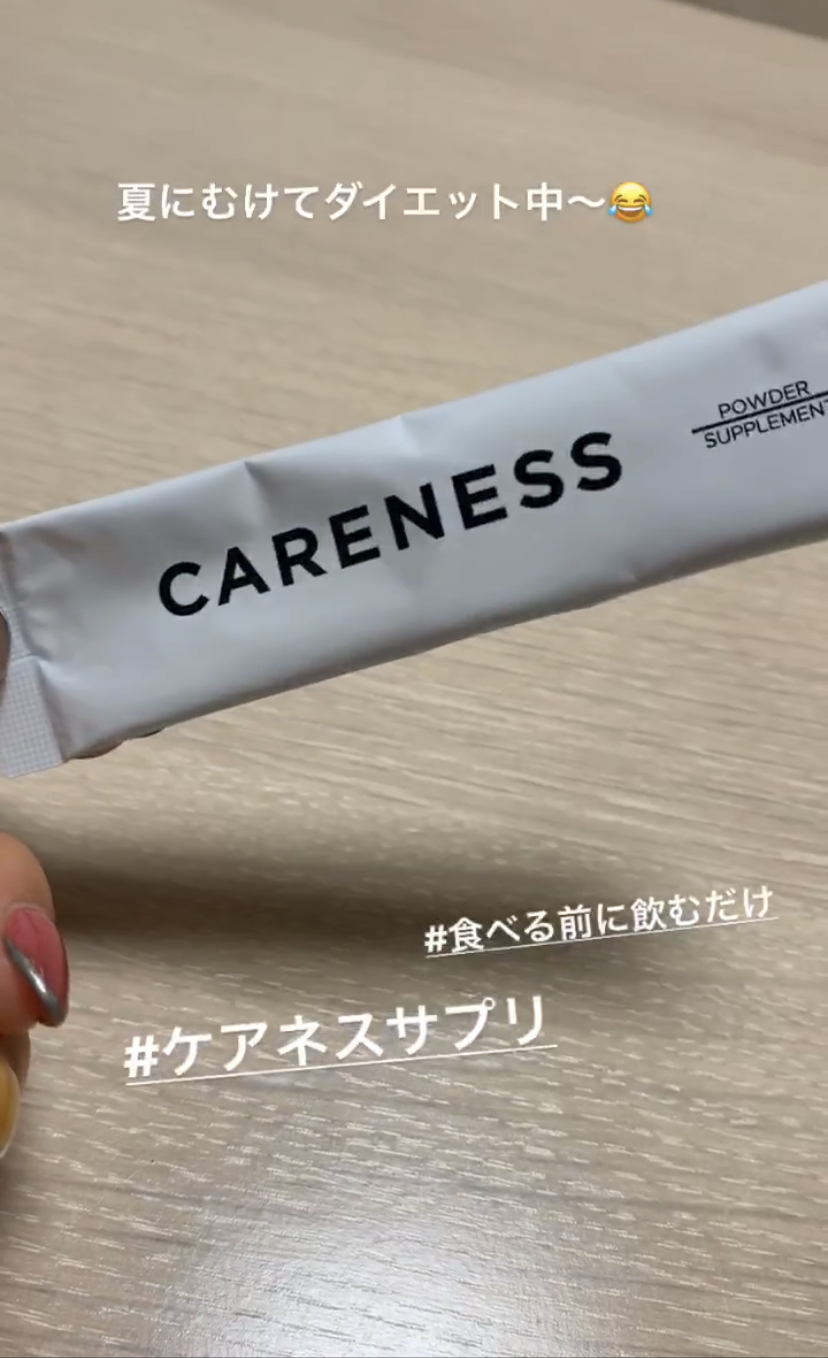 夏にむけてダイエット中〜😂
CARENESS
POWDER
SUPPLEMENT
#食べる前に飲むだけ
#ケアネスサプリ